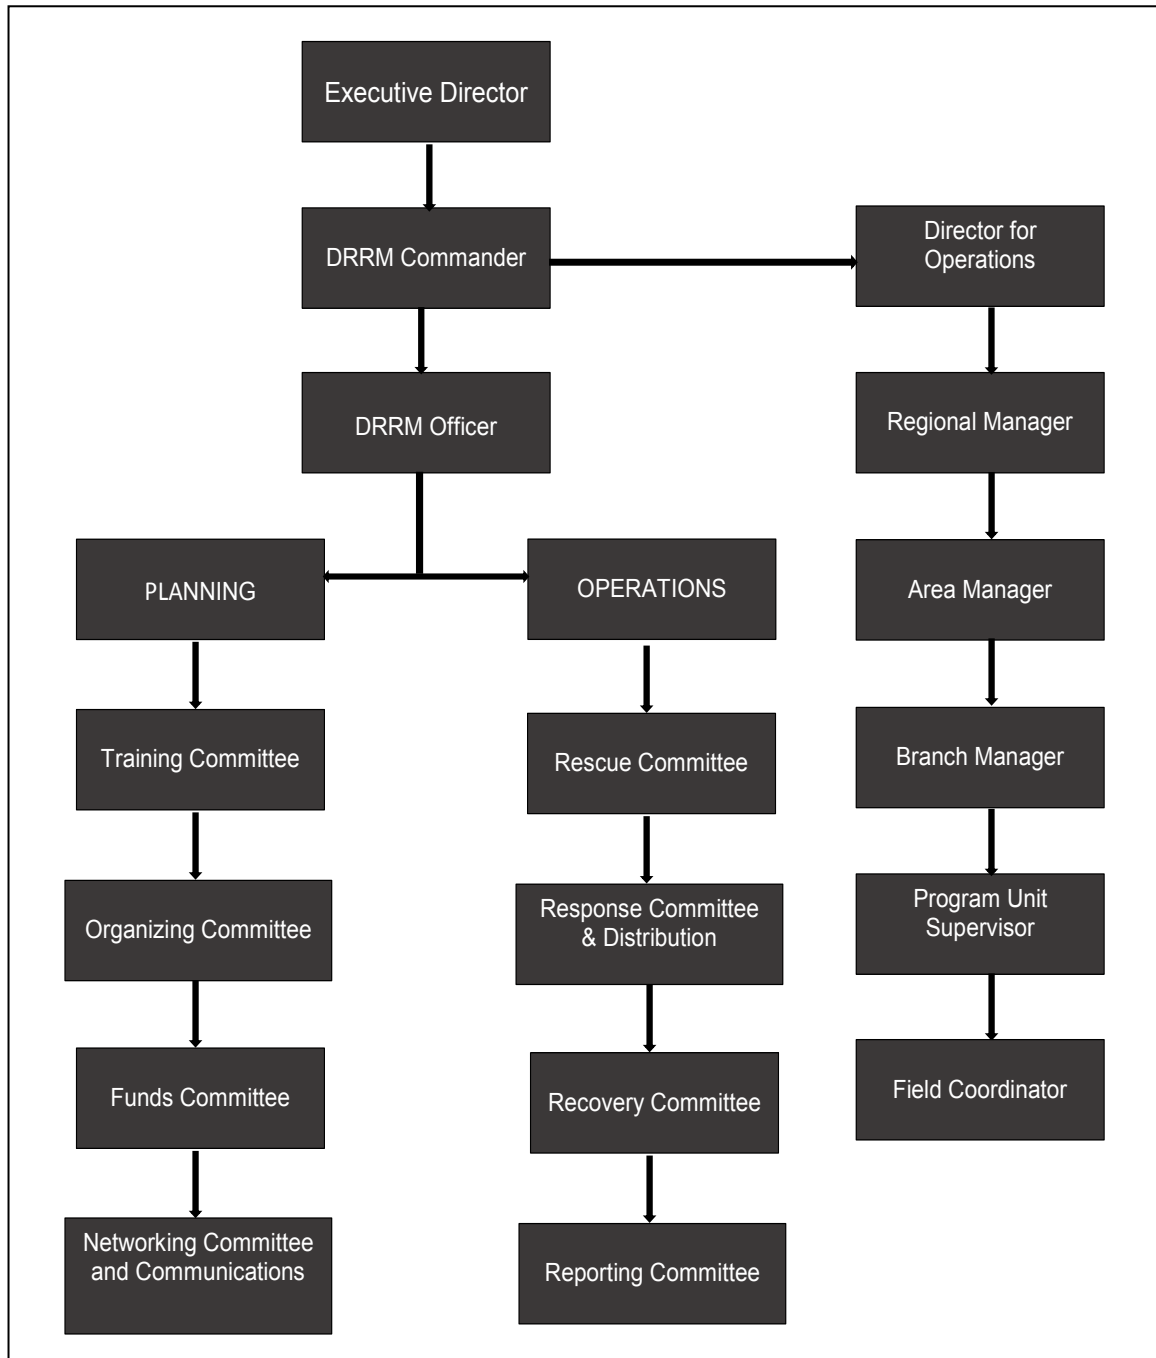 Executive Director
DRRM Commander
Director for
Operations
DRRM Officer
Regional Manager
PLANNING
OPERATIONS
Area Manager
Training Committee
Rescue Committee
Branch Manager
Organizing Committee
Response Committee
& Distribution
Program Unit
Supervisor
Funds Committee
Recovery Committee
Field Coordinator
Networking Committee
and Communications
Reporting Committee